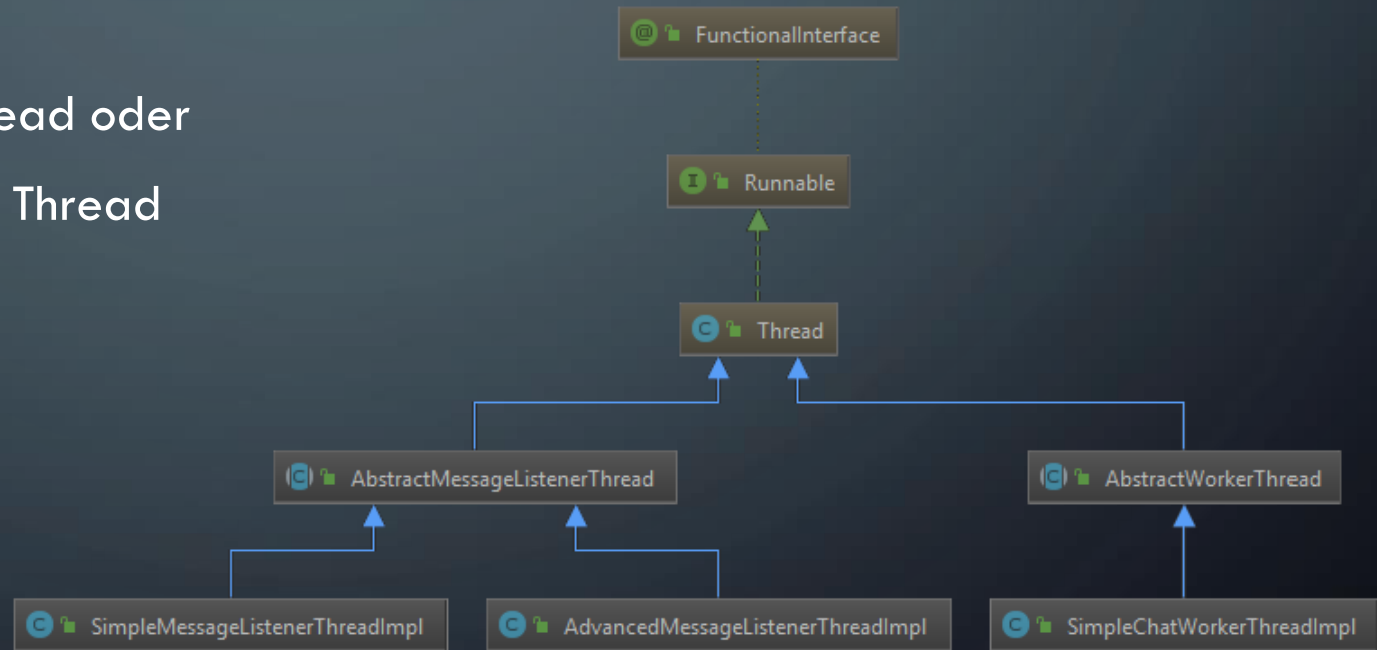 @ FunctionalInterface
ead oder
I Runnable
Thread
C Thread
C AbstractMessageListenerThread
C AbstractWorkerThread
C SimpleMessageListenerThreadImpl
C AdvancedMessageListenerThreadImpl
C SimpleChatWorkerThreadImpl